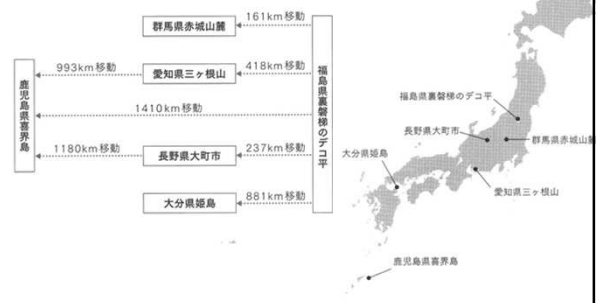 161km移動
群馬県赤城山麓
993km移動
愛知県三ヶ根山
418km移動
鹿児島県喜界島
1410km移動
福島県裏磐梯のデコ平
1180km移動
長野県大町市
237km移動
大分県姫島
881km移動
福島県裏磐梯のデコ平
長野県大町市
群馬県赤城山麓
大分県姫島
愛知県三ヶ根山
鹿児島県喜界島